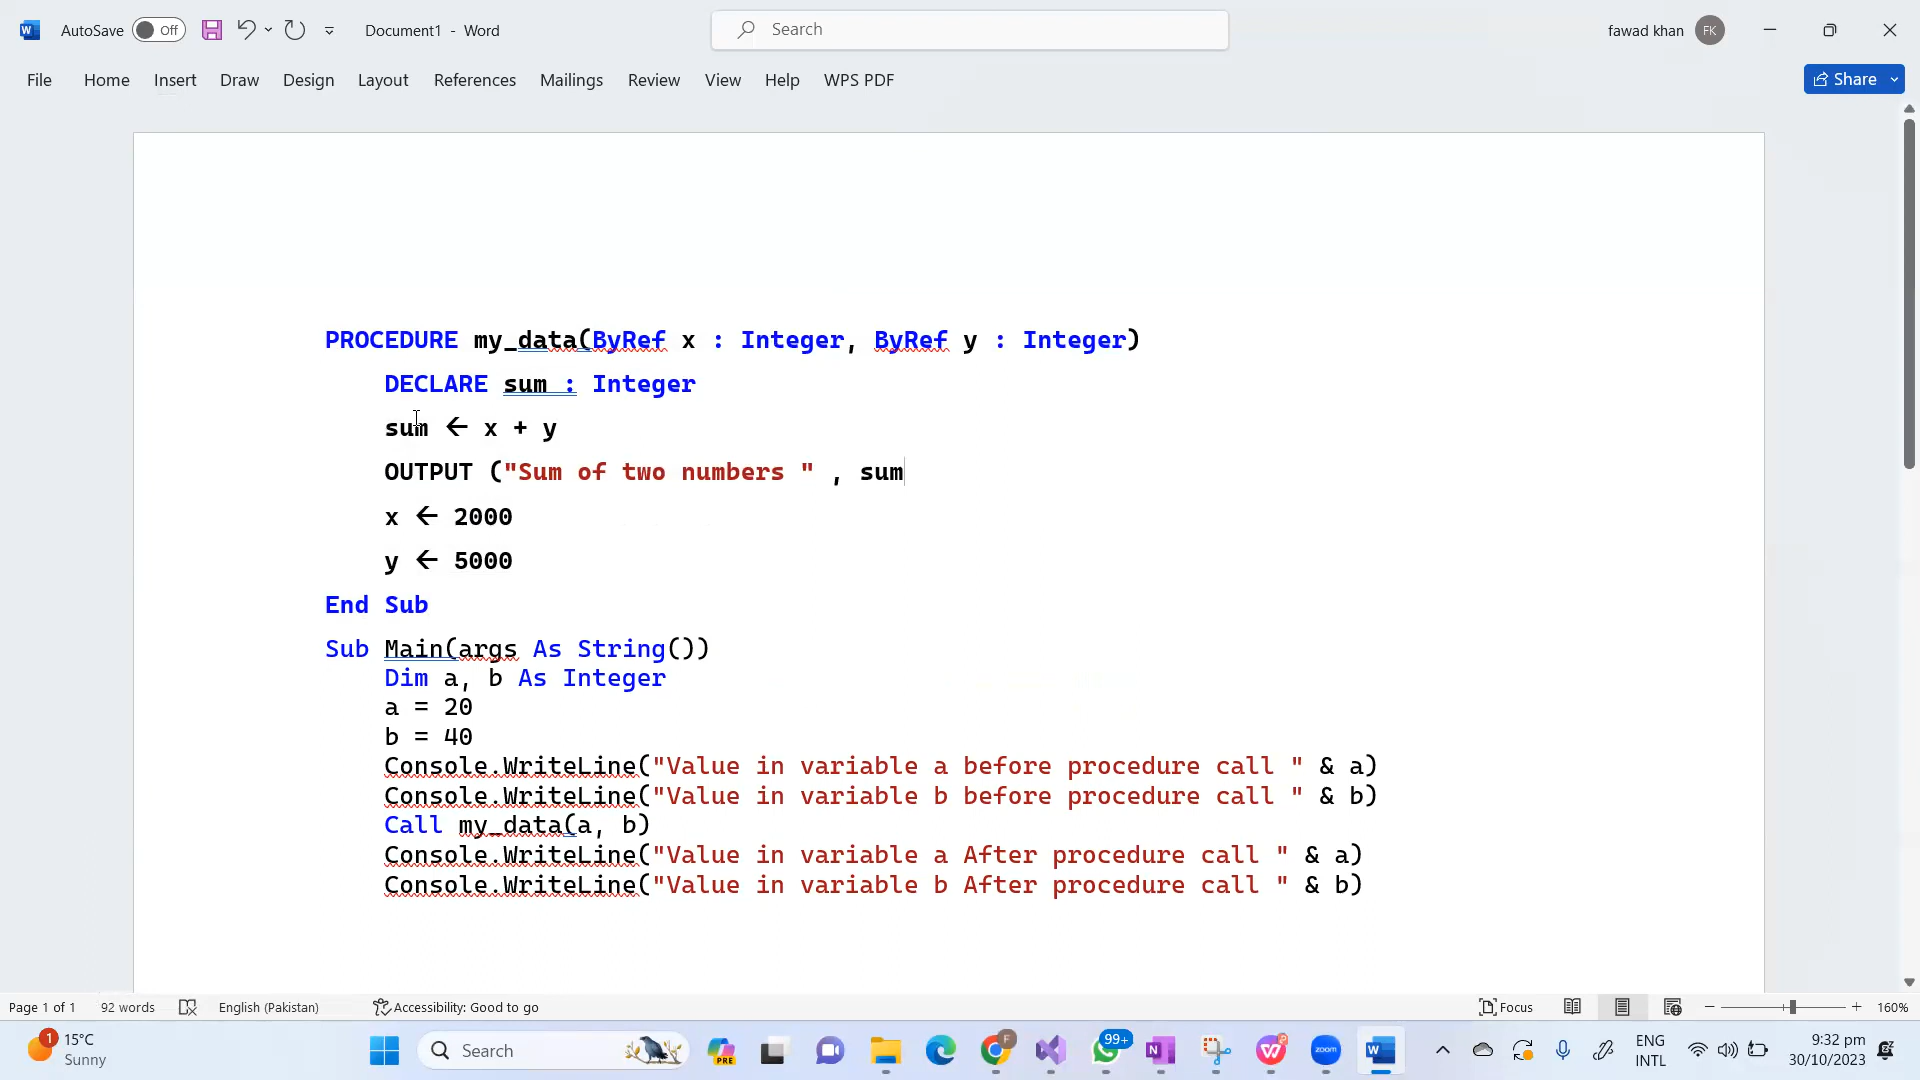 AutoSave Off Document1 - Word Search fawad khan FK
File Home Insert Draw Design Layout References Mailings Review View Help WPS PDF Share
PROCEDURE my_data(ByRef x : Integer, ByRef y : Integer)
DECLARE sum : Integer
sum ← x + y
OUTPUT ("Sum of two numbers " , sum
x ← 2000
y ← 5000
End Sub
Sub Main(args As String())
Dim a, b As Integer
a = 20
b = 40
Console.WriteLine("Value in variable a before procedure call " & a)
Console.WriteLine("Value in variable b before procedure call " & b)
Call my_data(a, b)
Console.WriteLine("Value in variable a After procedure call " & a)
Console.WriteLine("Value in variable b After procedure call " & b)
Page 1 of 1 92 words English (Pakistan) Accessibility: Good to go Focus 160%
1 15°C Search PRE F 99+ zoom ENG 9:32 pm
Sunny INTL 30/10/2023